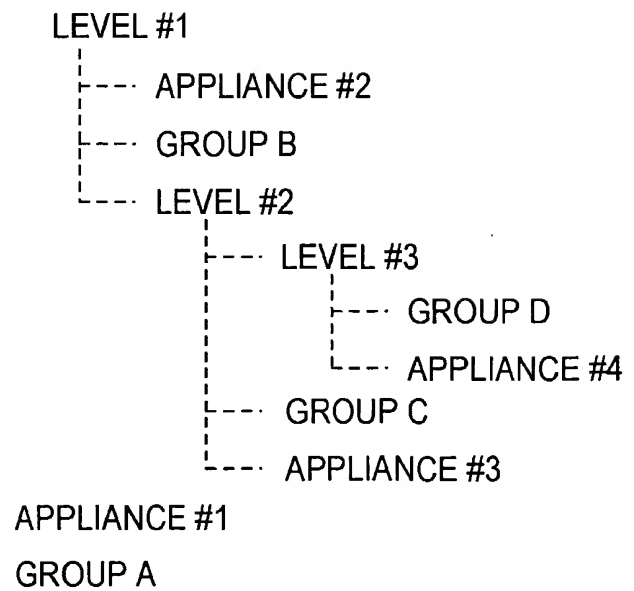 LEVEL #1
APPLIANCE #2
GROUP B
LEVEL #2
LEVEL #3
GROUP D
APPLIANCE #4
GROUP C
APPLIANCE #3
APPLIANCE #1
GROUP A